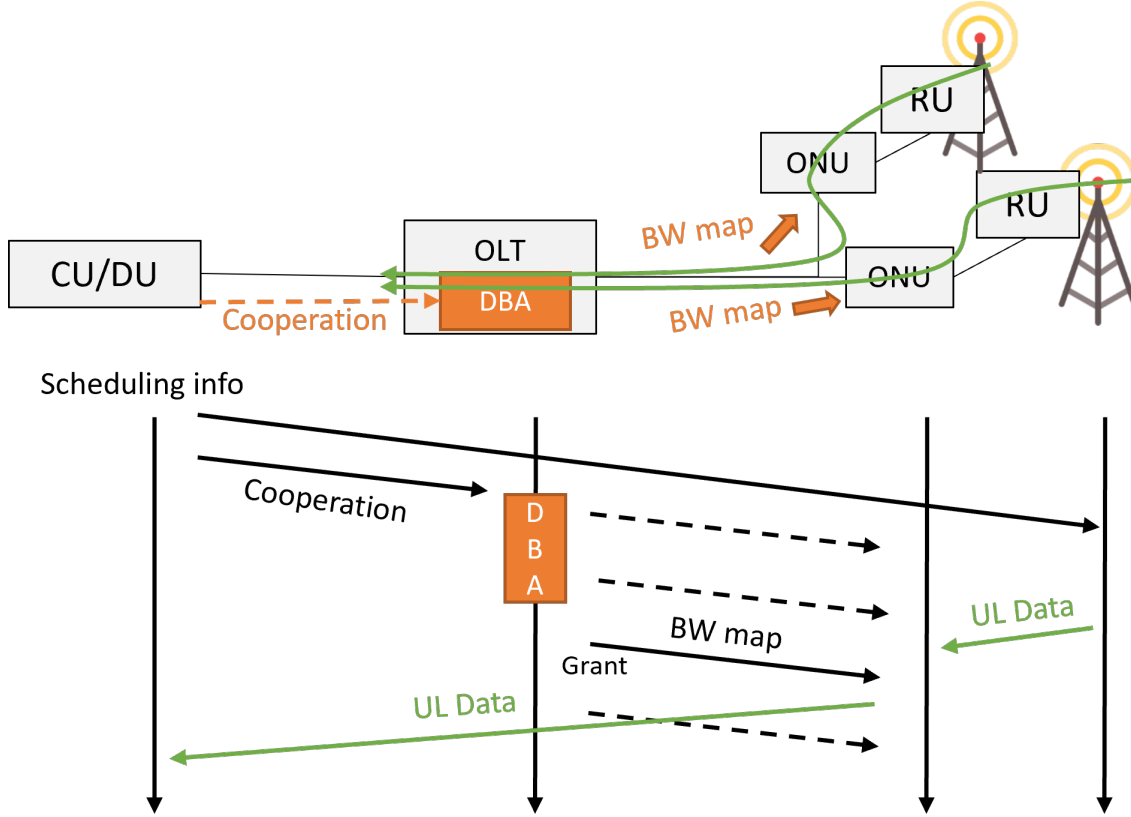 RU
ONU
RU
BW map
OLT
CU/DU
ONU
DBA
Cooperation
BW map
Scheduling info
Cooperation
D
B
A
UL Data
BW map
Grant
UL Data